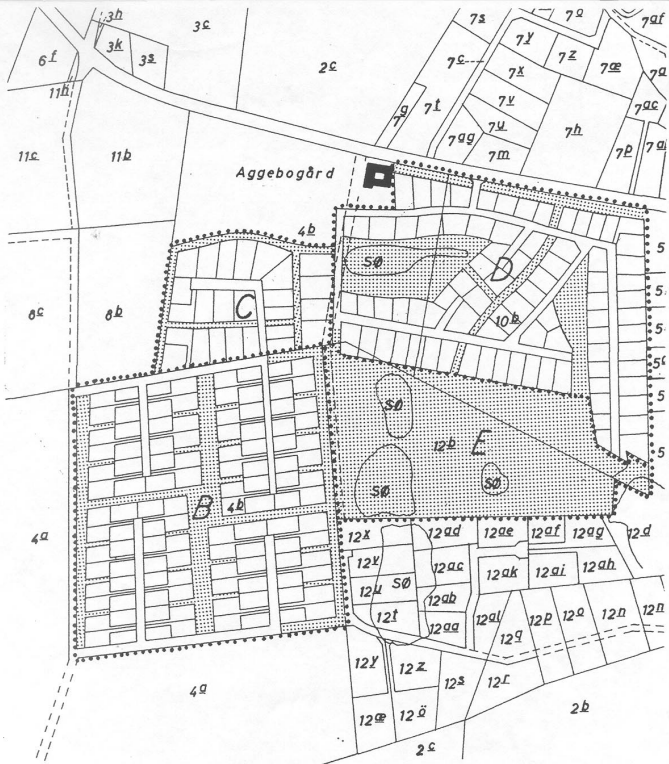 3h
3c
7s
7o
7af
6f
3k
3s
2c
7y
7z
7æ
7c
7x
11h
7g
7t
7v
7ac
7u
7h
11c
11b
7æg
7m
7p
Aggebogård
4b
SØ
D
8c
8b
C
10b
SØ
12b
E
SØ
SØ
B
4b
4a
12x
12ad
12ae
12af
12ag
12d
12v
SØ
12ac
12ak
12ai
12ah
12u
12ab
12t
12aa
12al
12q
12p
12o
12n
12n
12y
12z
12s
12r
4a
12æ
12ö
2b
2c